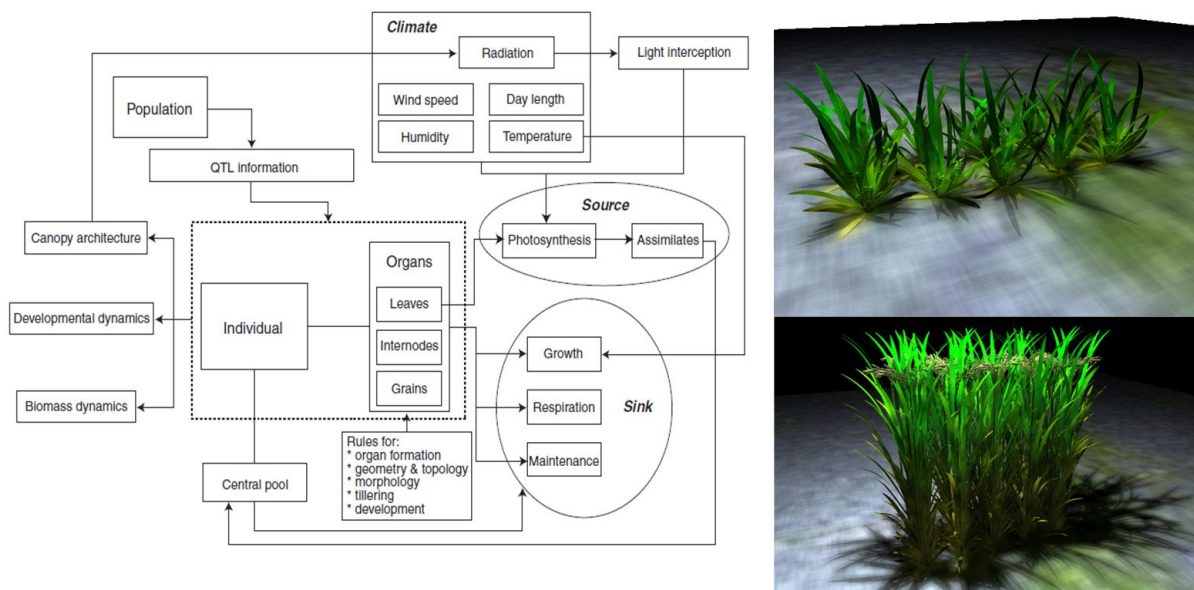 Climate
Radiation
Light interception
Wind speed
Day length
Humidity
Temperature
Population
QTL information
Source
Canopy architecture
Photosynthesis
Assimilates
Organs
Leaves
Developmental dynamics
Individual
Internodes
Growth
Grains
Biomass dynamics
Respiration
Sink
Rules for:
* organ formation
* geometry & topology
* morphology
* tillering
* development
Maintenance
Central pool